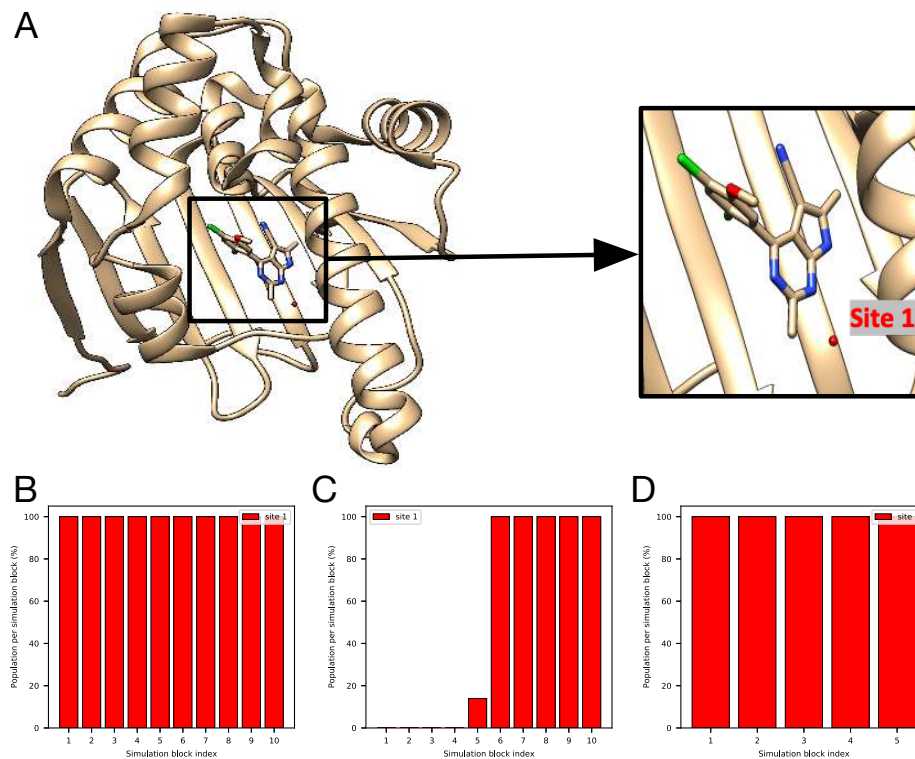 A
Site 1
B
C
D
Population per simulation block (%)
100
80
60
40
20
0
site 1
1 2 3 4 5 6 7 8 9 10
Simulation block index
Population per simulation block (%)
100
80
60
40
20
0
site 1
1 2 3 4 5 6 7 8 9 10
Simulation block index
Population per simulation block (%)
100
80
60
40
20
0
site
1 2 3 4 5
Simulation block index